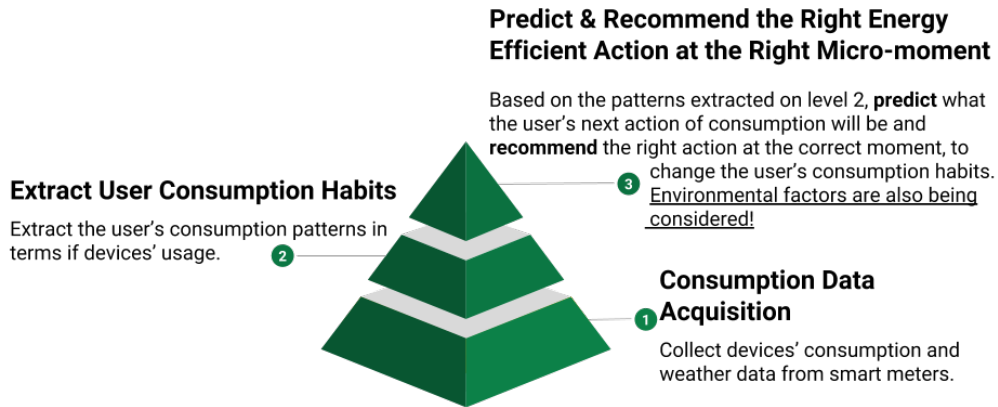 Predict & Recommend the Right Energy
Efficient Action at the Right Micro-moment
Based on the patterns extracted on level 2, predict what
the user's next action of consumption will be and
recommend the right action at the correct moment, to
change the user's consumption habits.
Environmental factors are also being
considered!
3
Extract User Consumption Habits
Extract the user's consumption patterns in
terms if devices' usage.
2
Consumption Data
Acquisition
1
Collect devices' consumption and
weather data from smart meters.